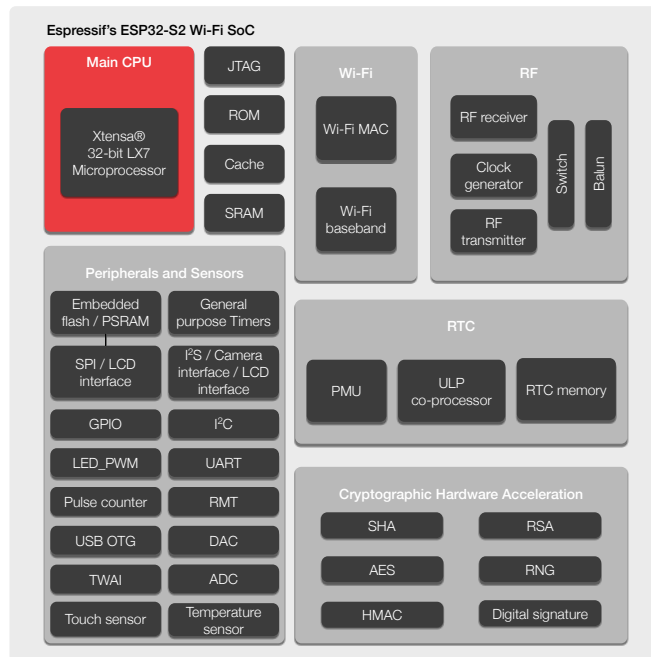 Espressif's ESP32-S2 Wi-Fi SoC
Main CPU
Xtensa®
32-bit LX7
Microprocessor
JTAG
ROM
Cache
SRAM
Wi-Fi
Wi-Fi MAC
Wi-Fi
baseband
RF
RF receiver
Clock
generator
RF
transmitter
Switch
Balun
Peripherals and Sensors
Embedded
flash / PSRAM
General
purpose Timers
SPI / LCD
interface
I²S / Camera
interface / LCD
interface
GPIO
I²C
LED_PWM
UART
Pulse counter
RMT
USB OTG
DAC
TWAI
ADC
Touch sensor
Temperature
sensor
RTC
PMU
ULP
co-processor
RTC memory
Cryptographic Hardware Acceleration
SHA
RSA
AES
RNG
HMAC
Digital signature